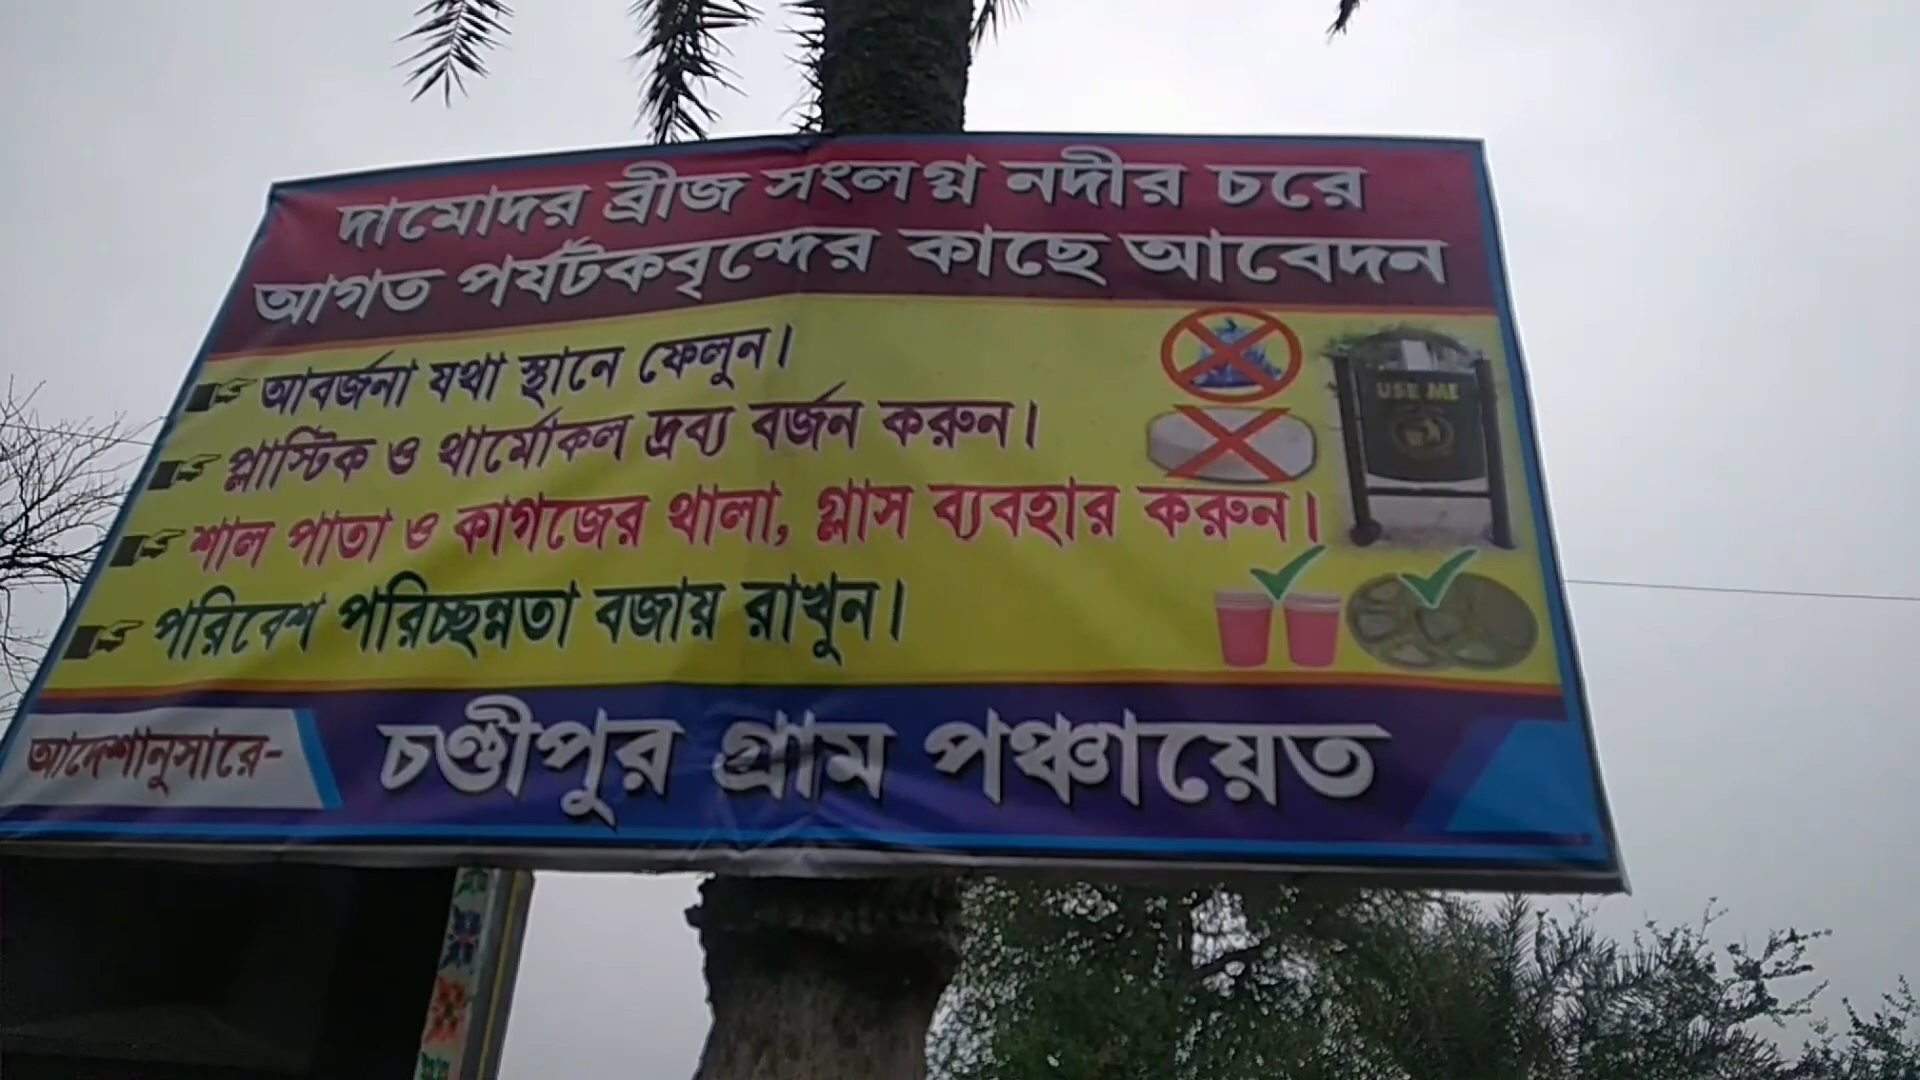 দামোদর ব্রীজ সংলগ্ন নদীর চরে
আগত পর্যটকবৃন্দের কাছে আবেদন
আবর্জনা যথা স্থানে ফেলুন।
প্লাস্টিক ও থার্মোকল দ্রব্য বর্জন করুন।
শাল পাতা ও কাগজের থালা, গ্লাস ব্যবহার করুন।
পরিবেশ পরিচ্ছন্নতা বজায় রাখুন।
USE ME
আদেশানুসারে-
চণ্ডীপুর গ্রাম পঞ্চায়েত